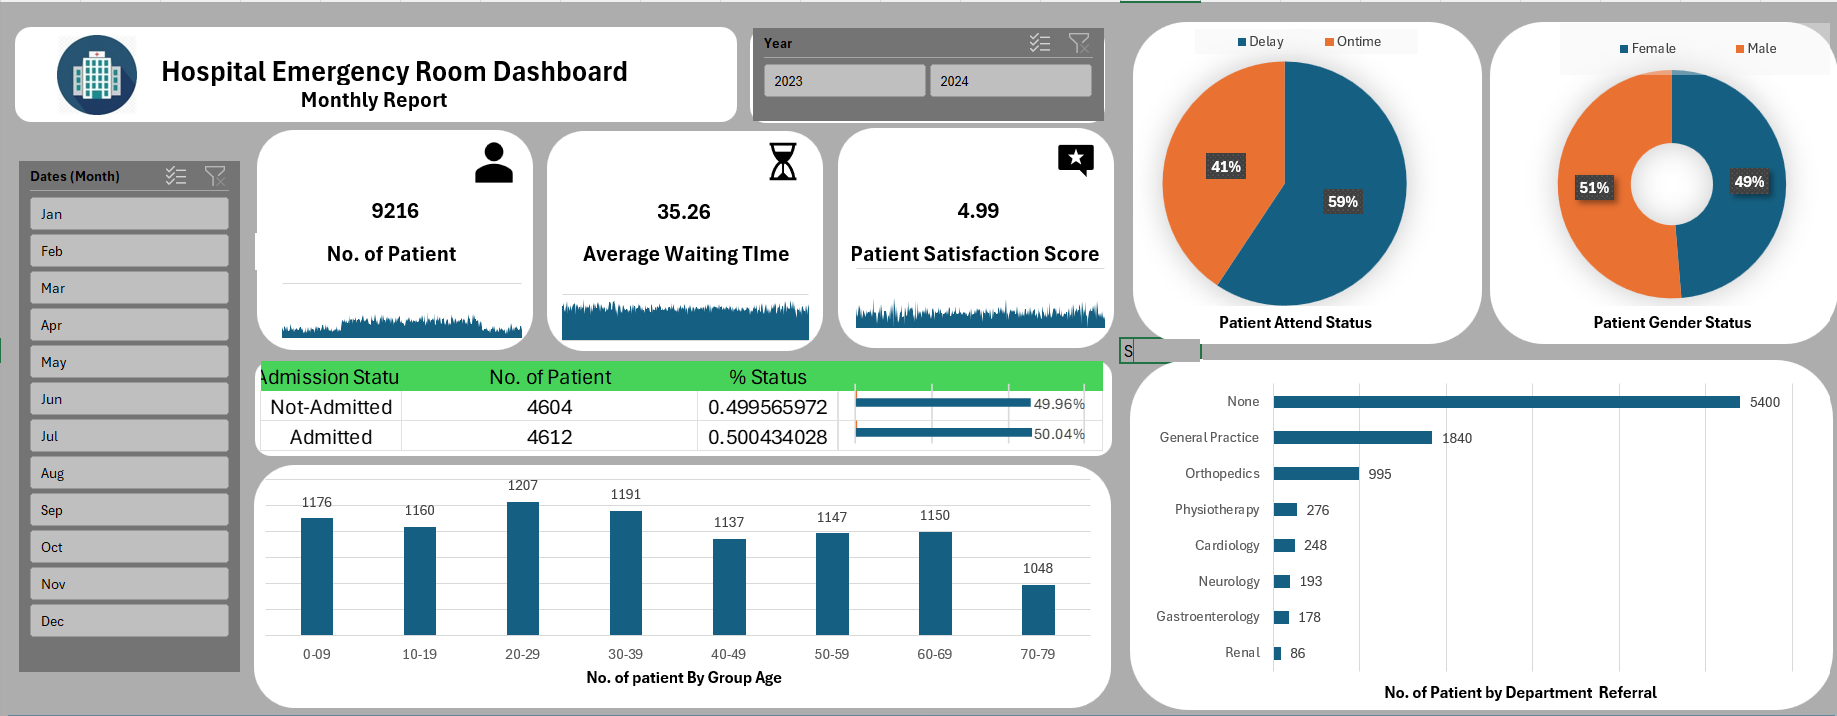 Hospital Emergency Room Dashboard
Monthly Report
Year
2023 2024
Dates (Month)
Jan
Feb
Mar
Apr
May
Jun
Jul
Aug
Sep
Oct
Nov
Dec
9216
No. of Patient
35.26
Average Waiting TIme
4.99
Patient Satisfaction Score
Delay Ontime
41%
59%
Patient Attend Status
Female Male
51% 49%
Patient Gender Status
S
Admission Statu No. of Patient % Status
Not-Admitted 4604 0.499565972 49.96%
Admitted 4612 0.500434028 50.04%
1176 1160 1207 1191 1137 1147 1150 1048
0-09 10-19 20-29 30-39 40-49 50-59 60-69 70-79
No. of patient By Group Age
None 5400
General Practice 1840
Orthopedics 995
Physiotherapy 276
Cardiology 248
Neurology 193
Gastroenterology 178
Renal 86
No. of Patient by Department Referral